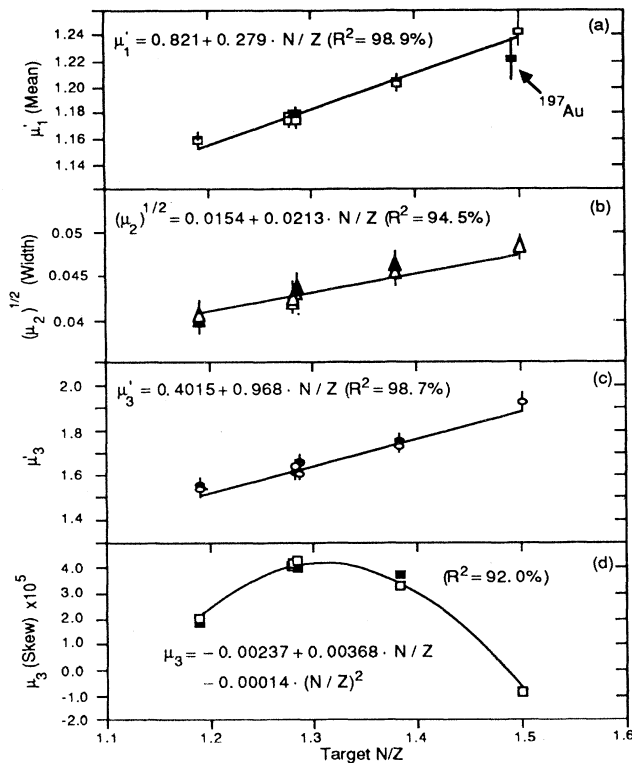 (a)
μ′₁ = 0.821 + 0.279 · N / Z (R² = 98.9%)
1.24
1.22
1.20
1.18
1.16
1.14
μ′₁ (Mean)
¹⁹⁷Au
(b)
(μ₂)^1/2 = 0.0154 + 0.0213 · N / Z (R² = 94.5%)
0.05
0.045
0.04
(μ₂)^1/2 (Width)
(c)
μ′₃ = 0.4015 + 0.968 · N / Z (R² = 98.7%)
2.0
1.8
1.6
1.4
μ′₃
(d)
(R² = 92.0%)
4.0
3.0
2.0
1.0
0.0
-1.0
-2.0
μ₃ (Skew) x10⁵
μ₃ = − 0.00237 + 0.00368 · N / Z
− 0.00014 · (N / Z)²
1.1
1.2
1.3
1.4
1.5
1.6
Target N/Z